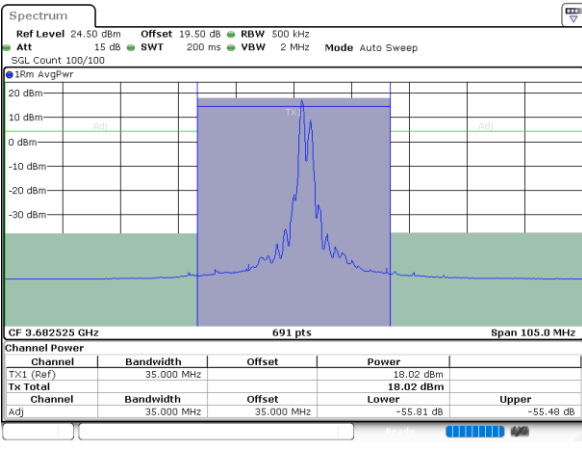 Spectrum
Ref Level 24.50 dBm Offset 19.50 dB RBW 500 kHz
Att 15 dB SWT 200 ms VBW 2 MHz Mode Auto Sweep
SGL Count 100/100
1Rm AvgPwr
20 dBm
10 dBm
TX1
Adj Adj
0 dBm
-10 dBm
-20 dBm
-30 dBm
CF 3.682525 GHz 691 pts Span 105.0 MHz
Channel Power
Channel Bandwidth Offset Power
TX1 (Ref) 35.000 MHz 18.02 dBm
Tx Total 18.02 dBm
Channel Bandwidth Offset Lower Upper
Adj 35.000 MHz 35.000 MHz -55.81 dB -55.48 dB
Ready